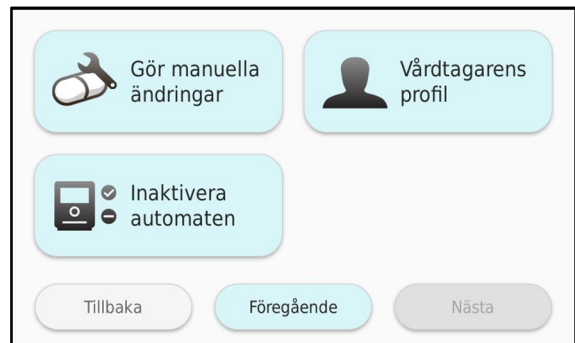 Gör manuella
ändringar
Vårdtagarens
profil
Inaktivera
automaten
Tillbaka
Föregående
Nästa